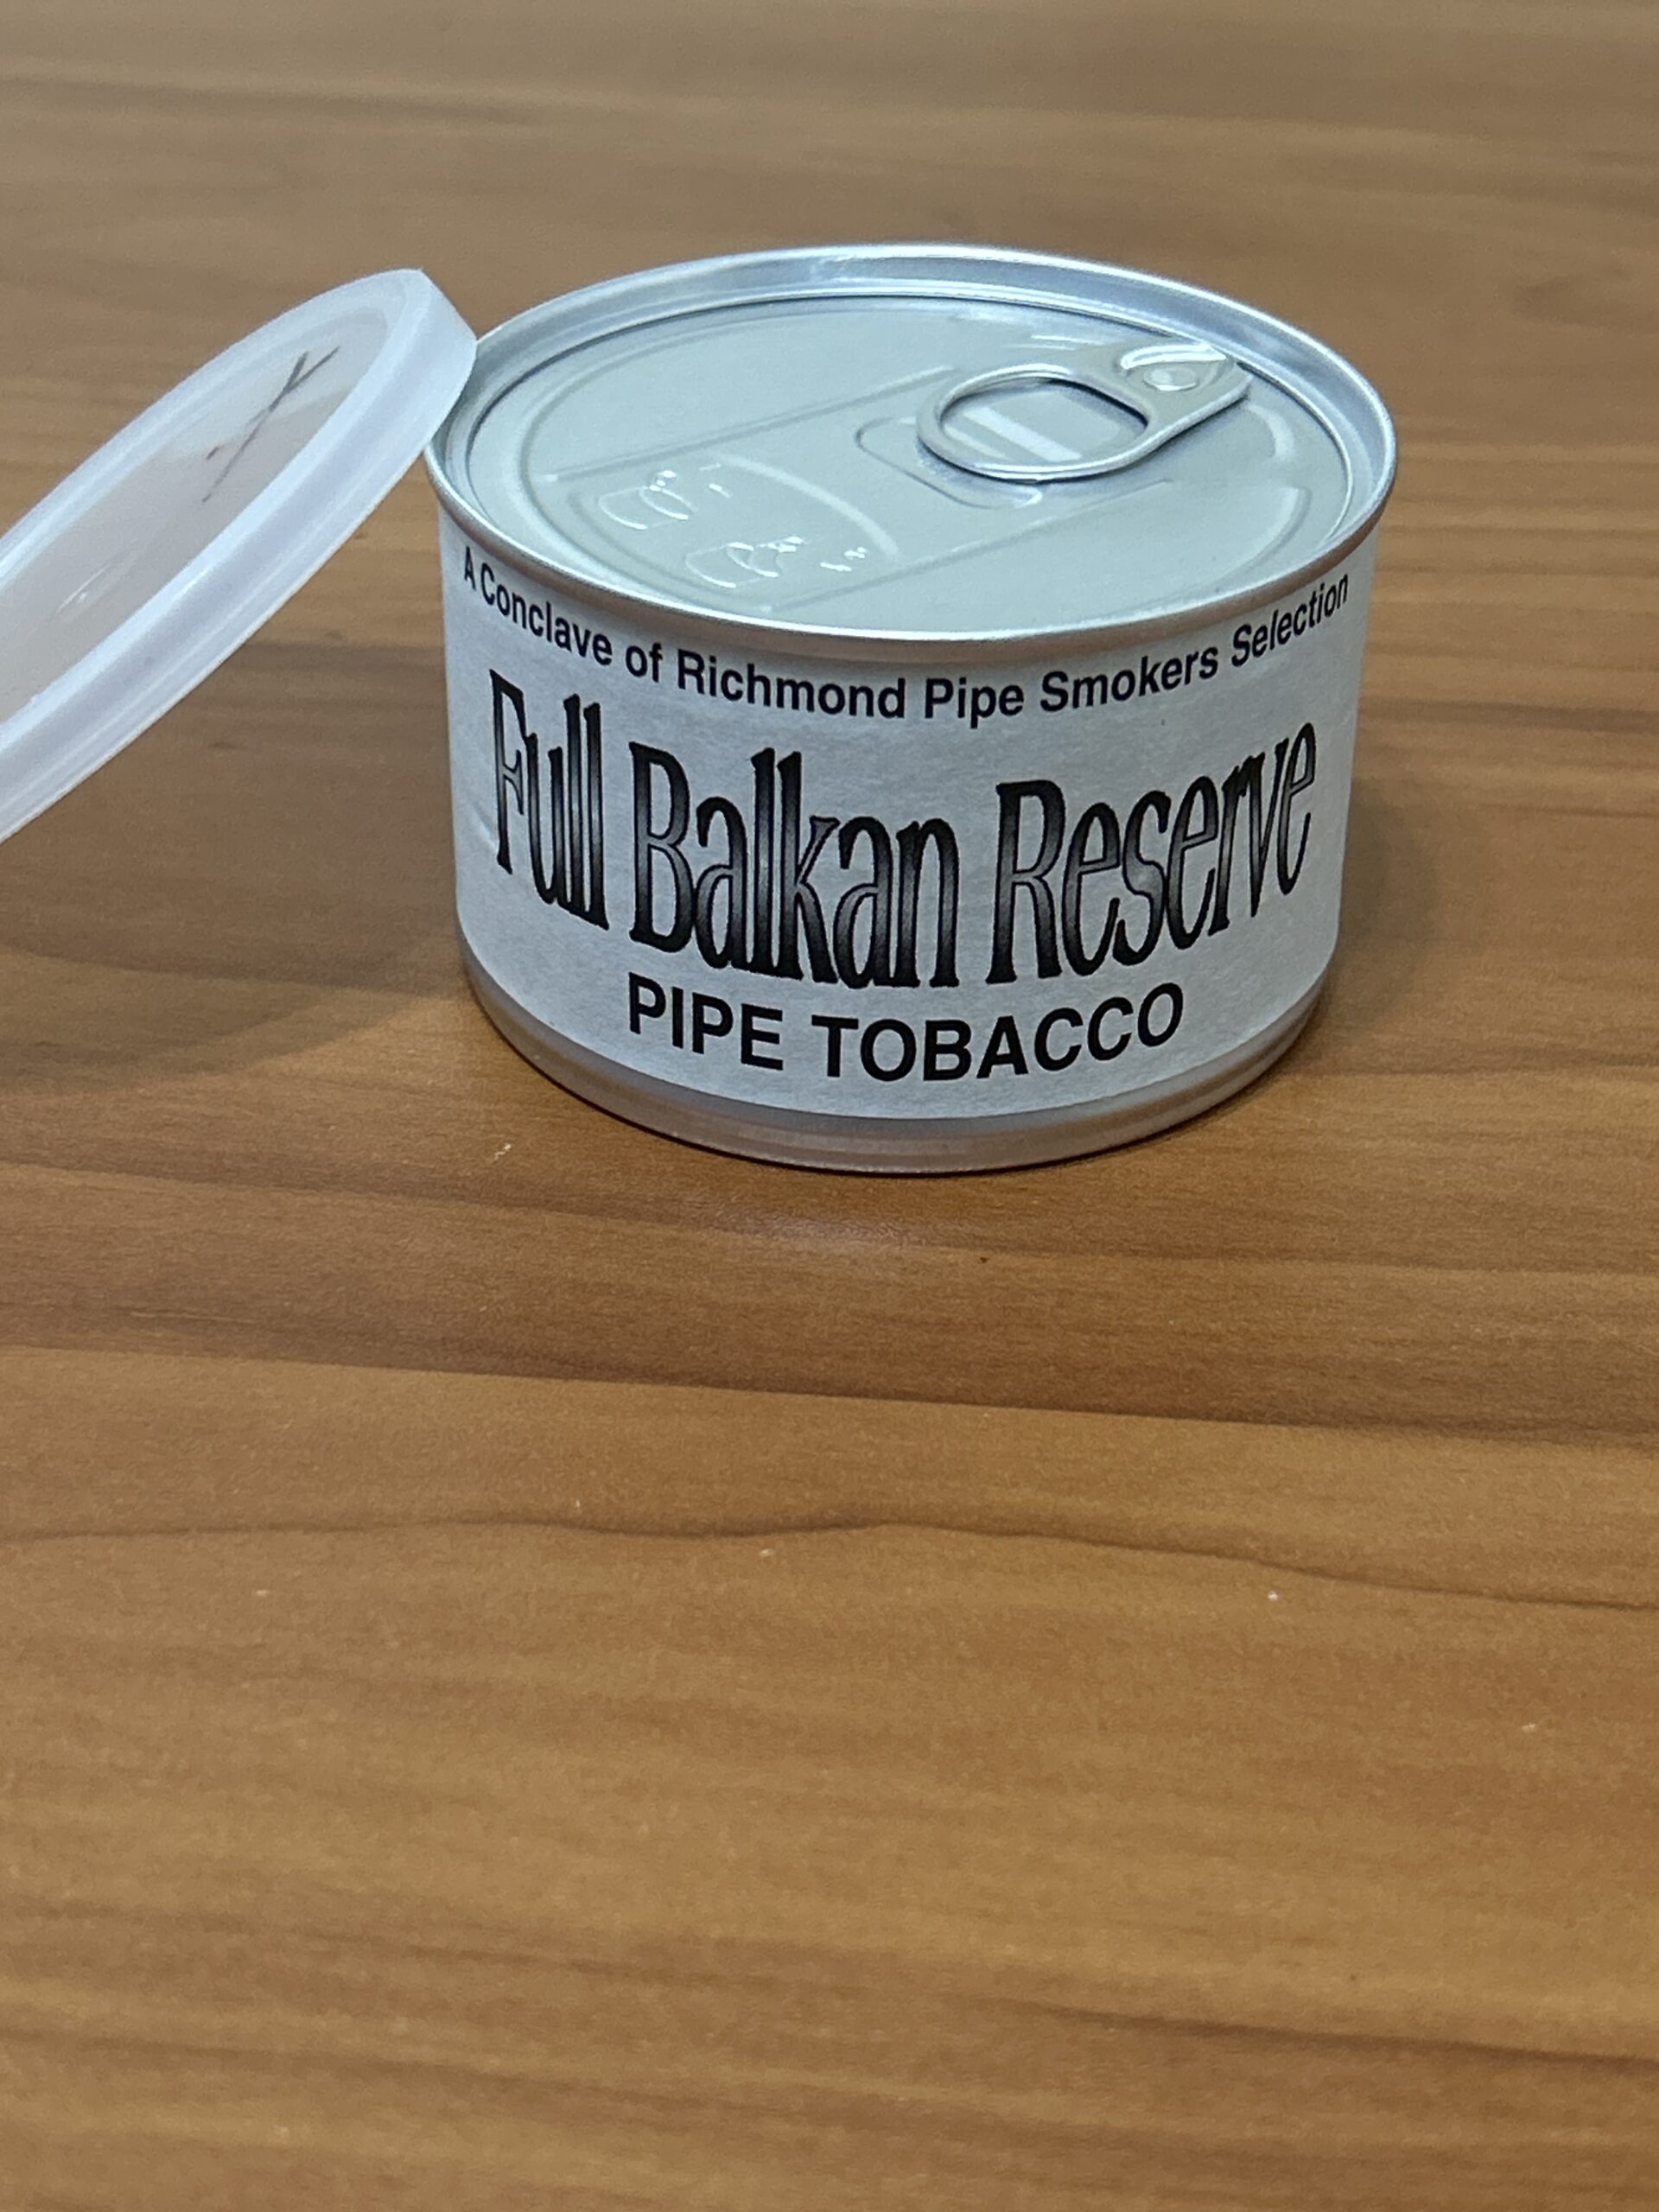 A Conclave of Richmond Pipe Smokers Selection
Full Balkan Reserve
PIPE TOBACCO